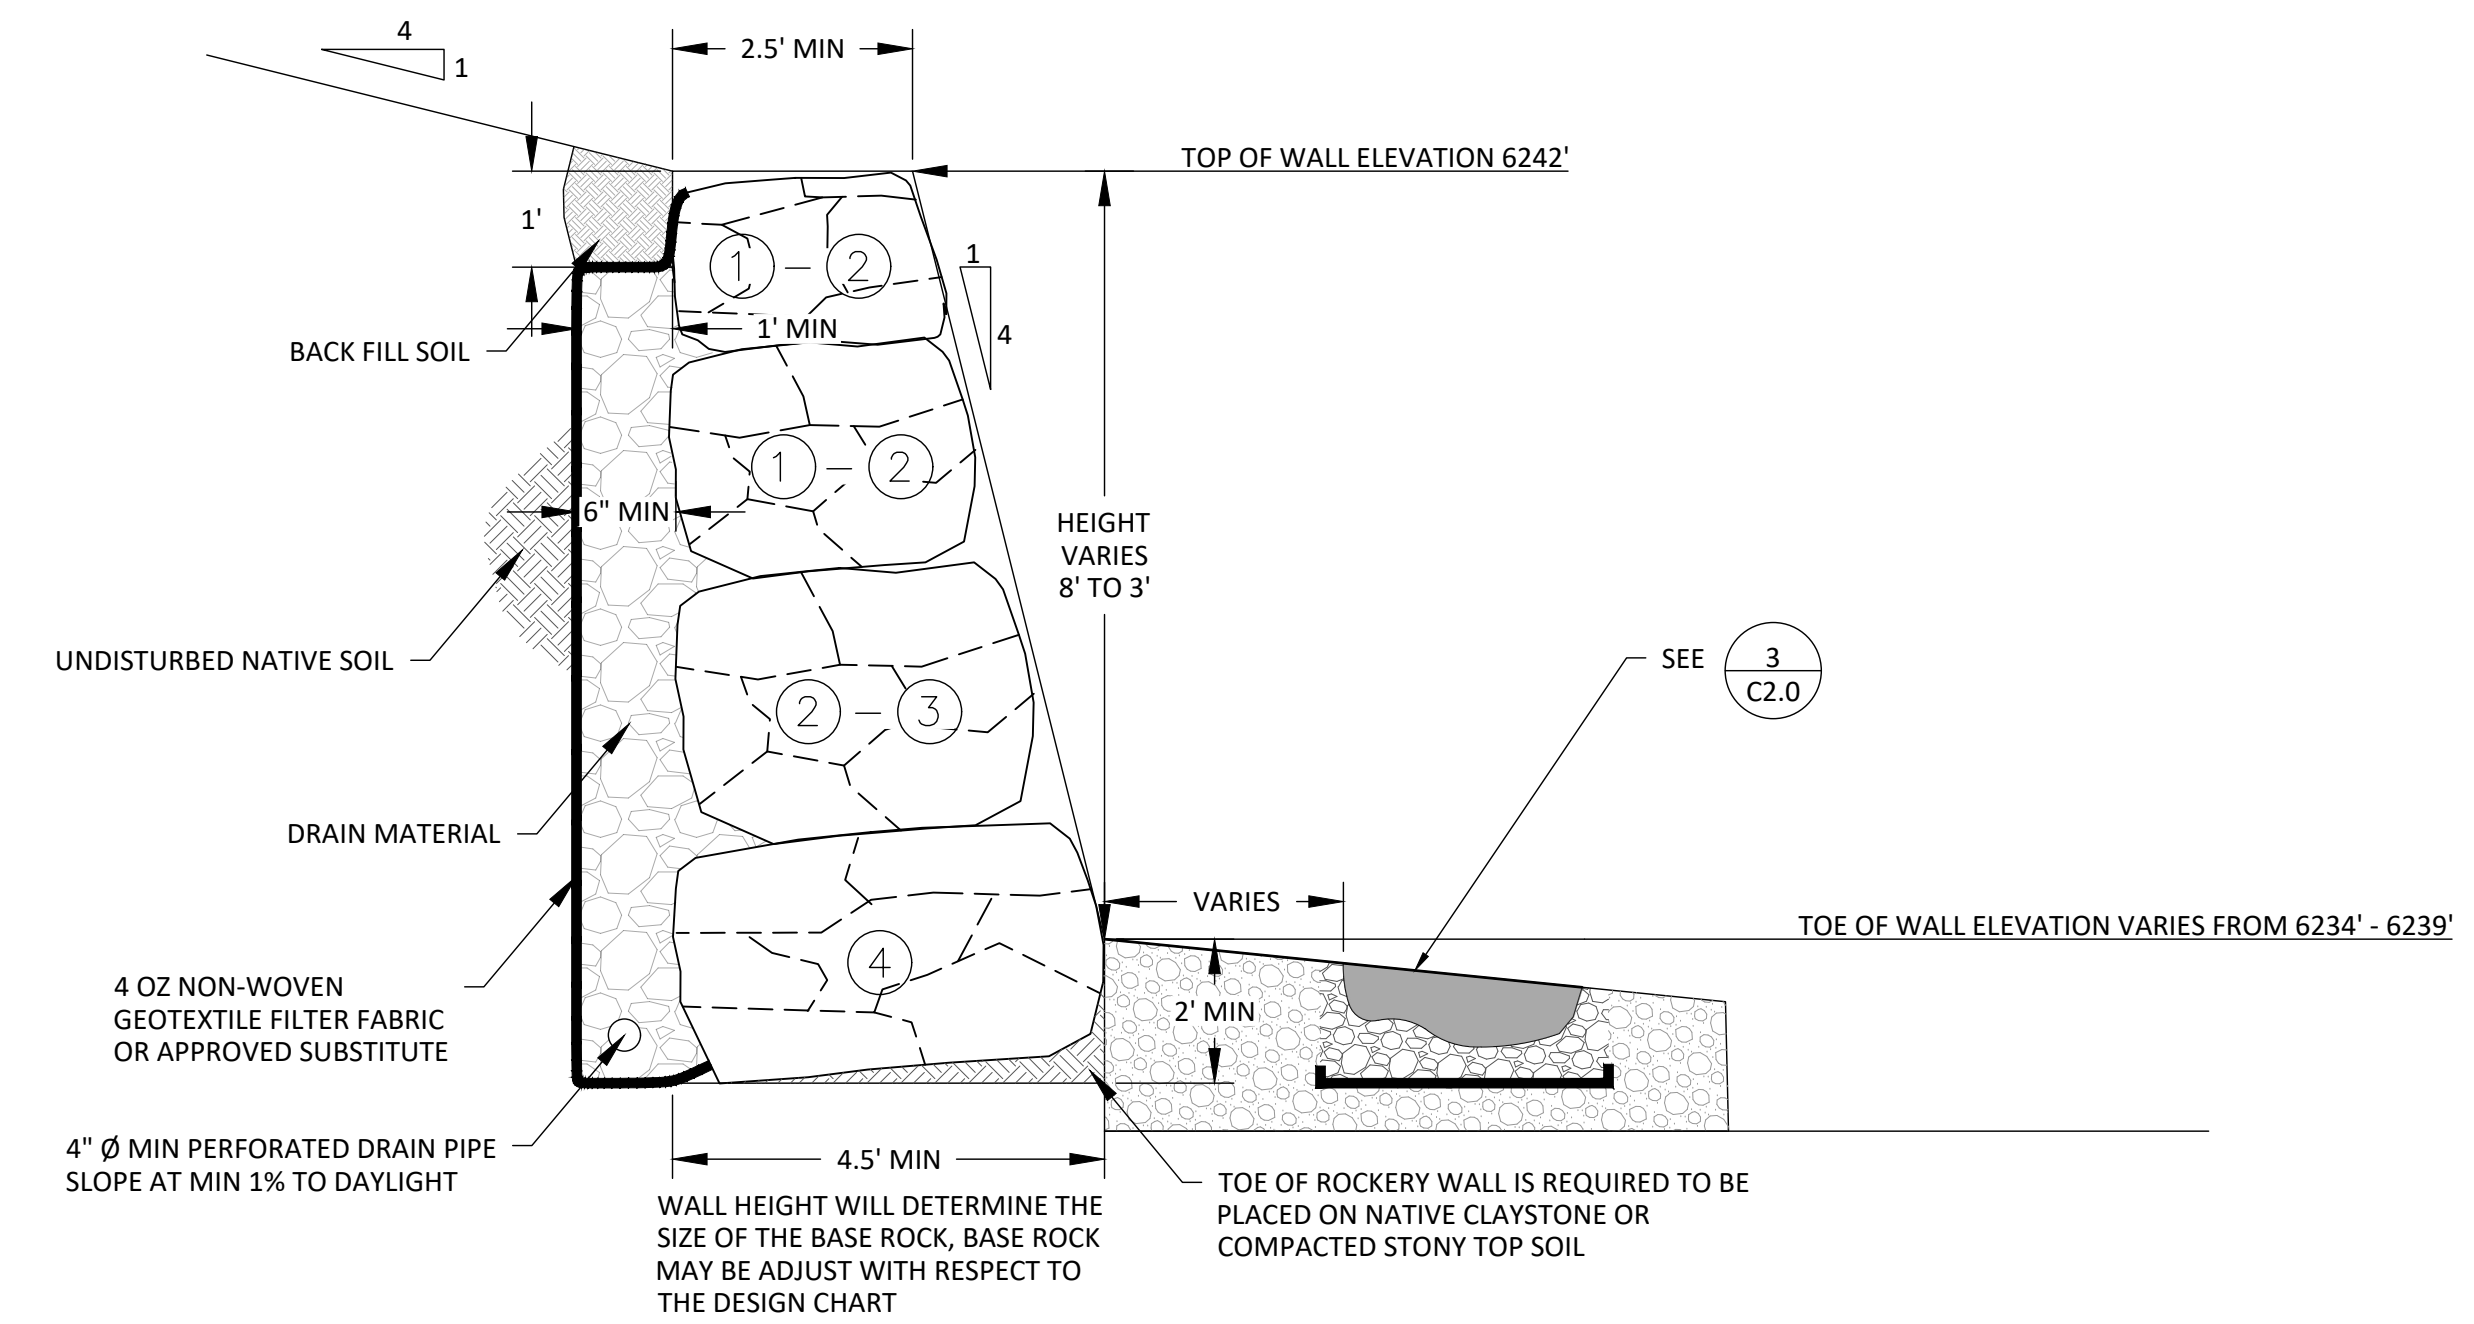 4
1
2.5' MIN
TOP OF WALL ELEVATION 6242'
1'
1 - 2
1
4
1' MIN
BACK FILL SOIL
1 - 2
6" MIN
HEIGHT
VARIES
8' TO 3'
UNDISTURBED NATIVE SOIL
SEE
3
C2.0
2 - 3
DRAIN MATERIAL
VARIES
TOE OF WALL ELEVATION VARIES FROM 6234' - 6239'
4
4 OZ NON-WOVEN
GEOTEXTILE FILTER FABRIC
OR APPROVED SUBSTITUTE
2' MIN
4" Ø MIN PERFORATED DRAIN PIPE
SLOPE AT MIN 1% TO DAYLIGHT
4.5' MIN
WALL HEIGHT WILL DETERMINE THE
SIZE OF THE BASE ROCK, BASE ROCK
MAY BE ADJUST WITH RESPECT TO
THE DESIGN CHART
TOE OF ROCKERY WALL IS REQUIRED TO BE
PLACED ON NATIVE CLAYSTONE OR
COMPACTED STONY TOP SOIL